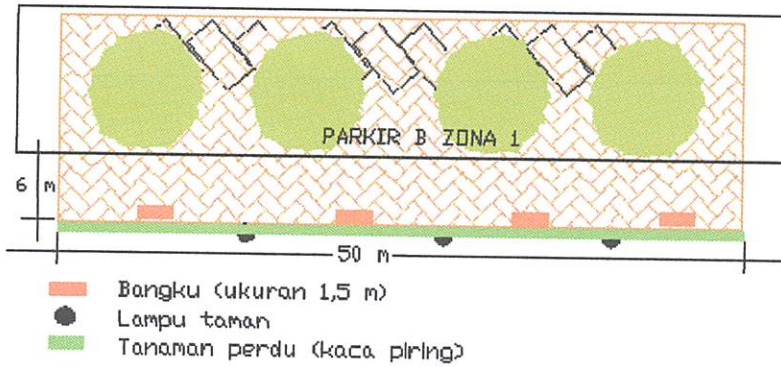 PARKIR B ZONA 1
6 m
50 m
Bangku (ukuran 1,5 m)
Lampu taman
Tanaman perdu (kaca piring)